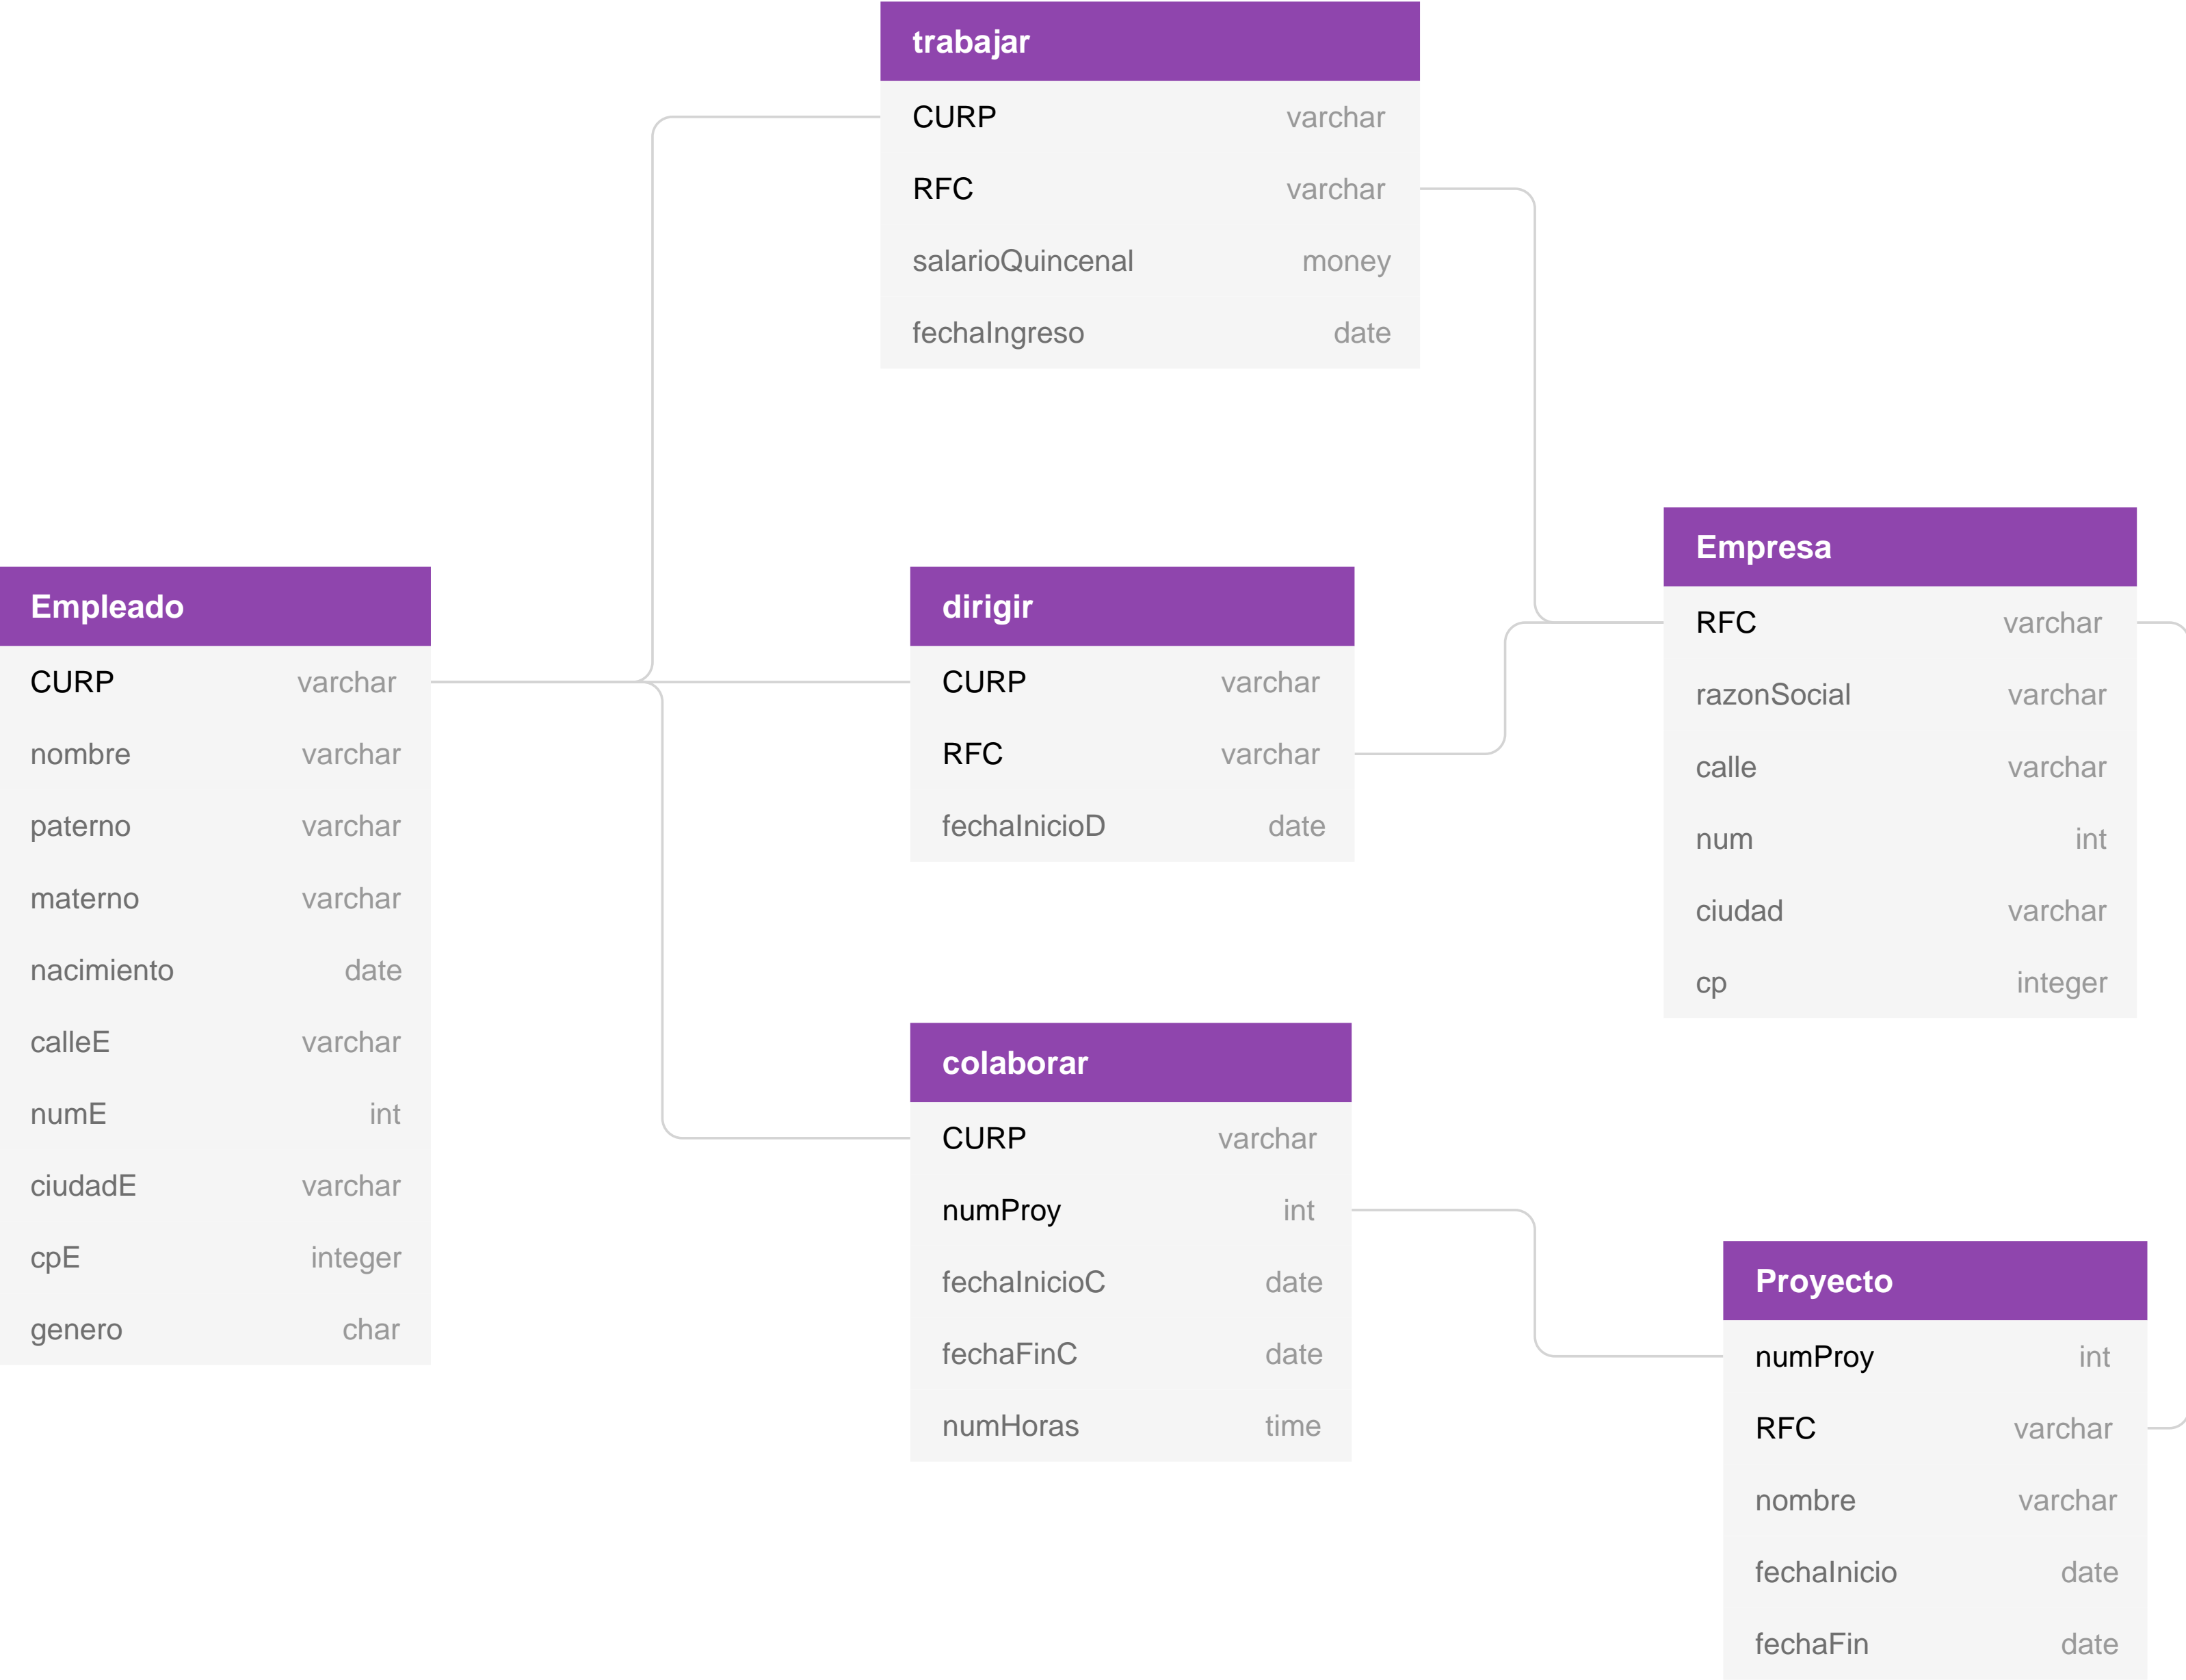 trabajar
CURP varchar
RFC varchar
salarioQuincenal money
fechaIngreso date
Empleado
CURP varchar
nombre varchar
paterno varchar
materno varchar
nacimiento date
calleE varchar
numE int
ciudadE varchar
cpE integer
genero char
dirigir
CURP varchar
RFC varchar
fechaInicioD date
colaborar
CURP varchar
numProy int
fechaInicioC date
fechaFinC date
numHoras time
Empresa
RFC varchar
razonSocial varchar
calle varchar
num int
ciudad varchar
cp integer
Proyecto
numProy int
RFC varchar
nombre varchar
fechaInicio date
fechaFin date